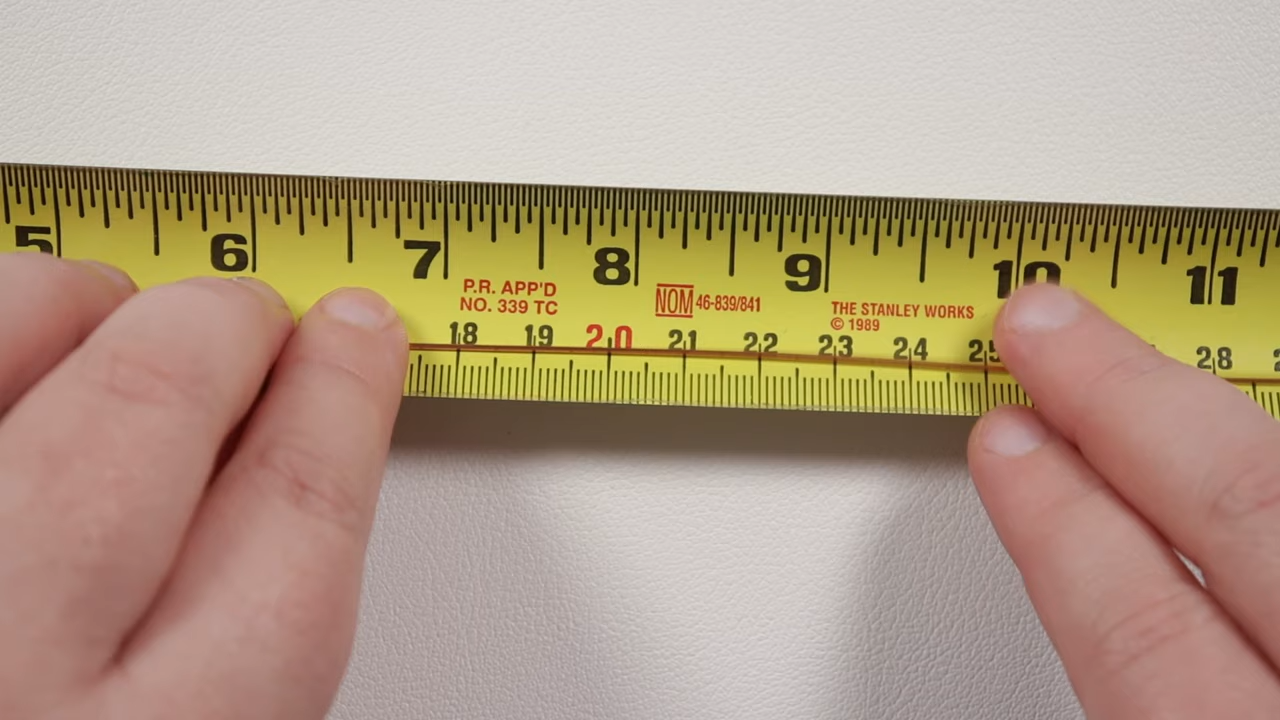 5 6 7 8 9 10 11
P.R. APP'D
NO. 339 TC
NOM 46-839/841
THE STANLEY WORKS
© 1989
18 19 20 21 22 23 24 25 28